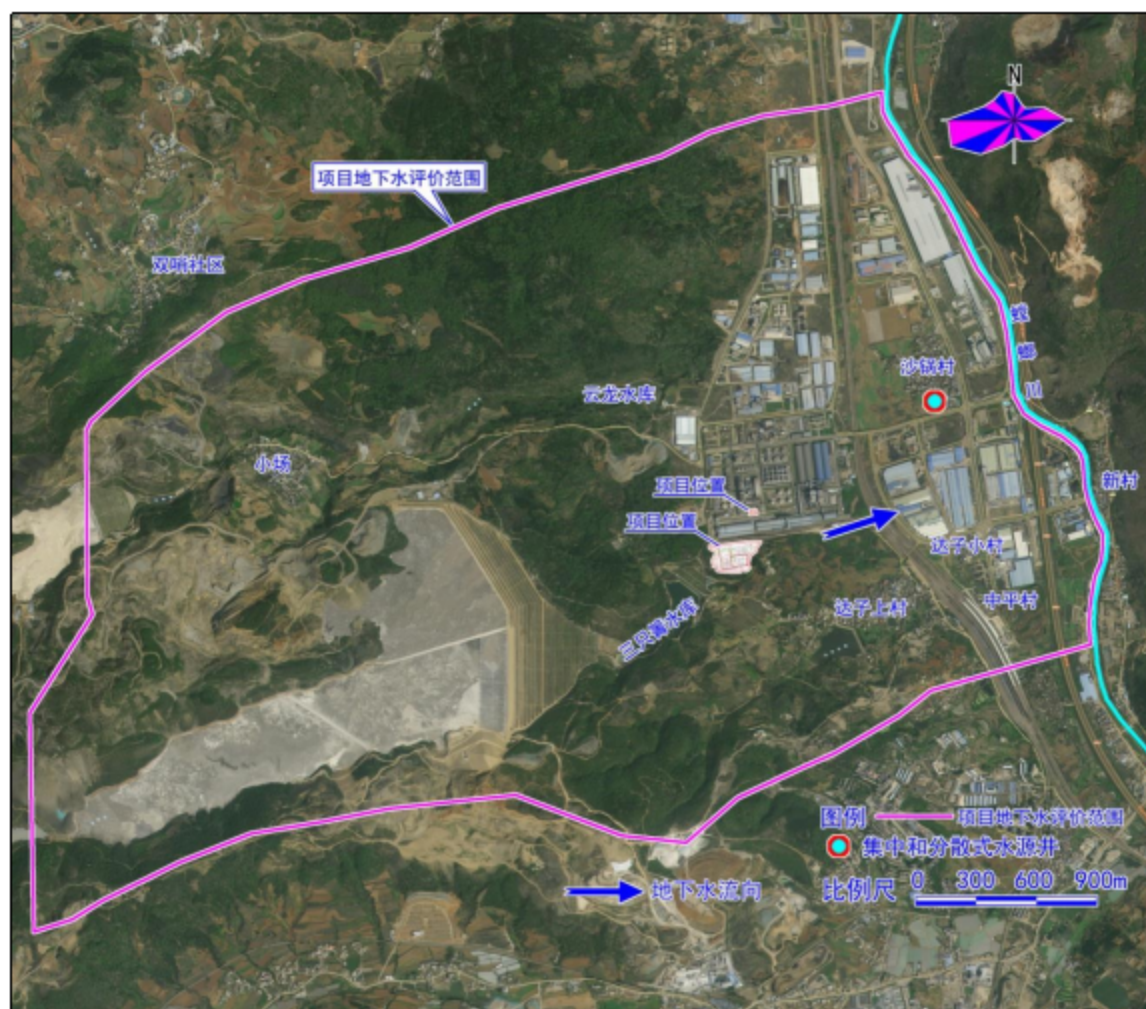 N
项目地下水评价范围
双哨社区
螳
螂
川
沙锅村
云龙水库
小场
新村
项目位置
项目位置
达子小村
中平村
达子上村
三只箐水库
图例 项目地下水评价范围
集中和分散式水源井
比例尺 0 300 600 900m
地下水流向